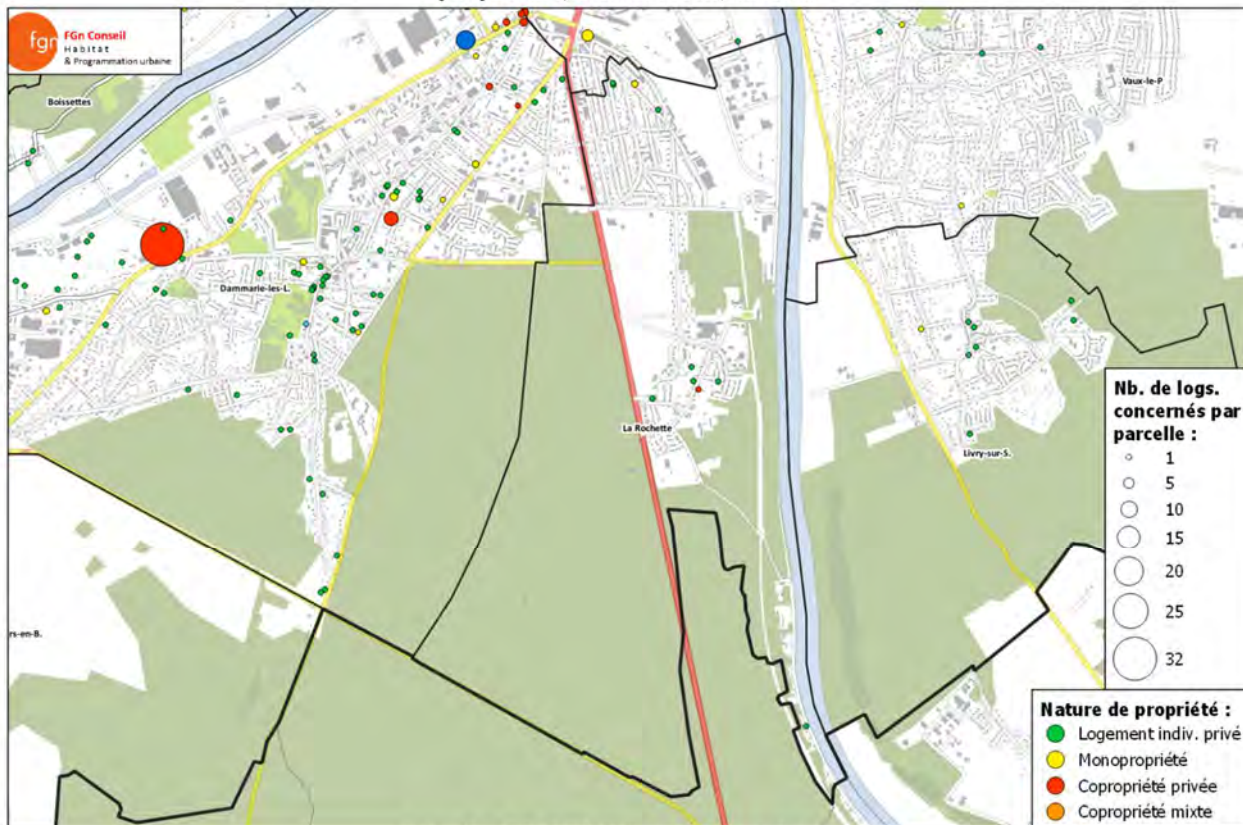 fgn
FGn Conseil
Habitat
& Programmation urbaine
Boissettes
Vaux-le-P
Dammarie-les-L.
La Rochette
Livry-sur-S.
rs-en-B.
Nb. de logs.
concernés par
parcelle :
1
5
10
15
20
25
32
Nature de propriété :
Logement indiv. privé
Monopropriété
Copropriété privée
Copropriété mixte